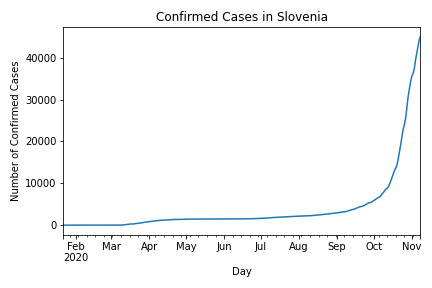 Confirmed Cases in Slovenia
Number of Confirmed Cases
40000
30000
20000
10000
0
Feb Mar Apr May Jun Jul Aug Sep Oct Nov
2020
Day